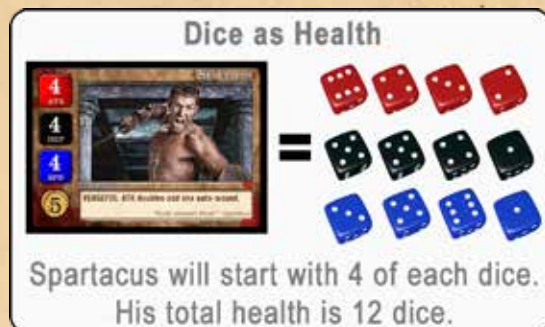 Dice as Health
Spartacus
4
ATK
4
DEF
4
SPD
5
Spartacus will start with 4 of each dice.
His total health is 12 dice.